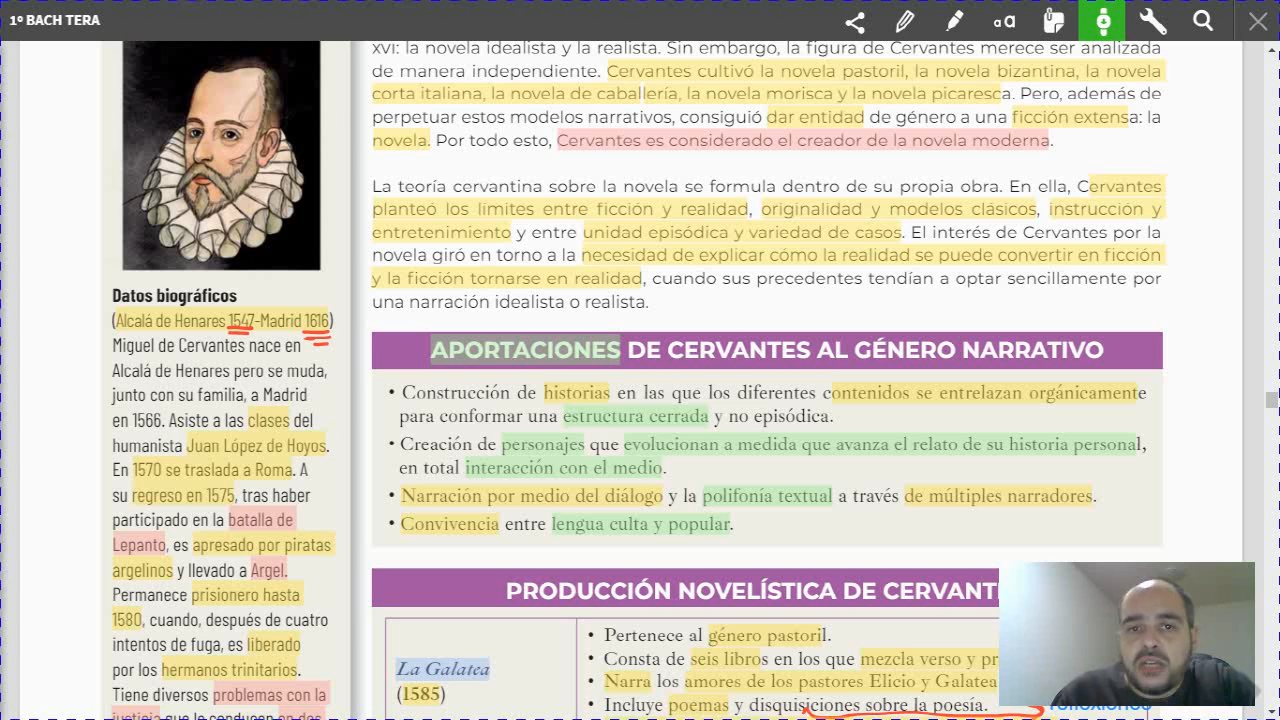 1º BACH TERA
aa
XVI: la novela idealista y la realista. Sin embargo, la figura de Cervantes merece ser analizada
de manera independiente. Cervantes cultivó la novela pastoril, la novela bizantina, la novela
corta italiana, la novela de caballería, la novela morisca y la novela picaresca. Pero, además de
perpetuar estos modelos narrativos, consiguió dar entidad de género a una ficción extensa: la
novela. Por todo esto, Cervantes es considerado el creador de la novela moderna.
La teoría cervantina sobre la novela se formula dentro de su propia obra. En ella, Cervantes
planteó los límites entre ficción y realidad, originalidad y modelos clásicos, instrucción y
entretenimiento y entre unidad episódica y variedad de casos. El interés de Cervantes por la
novela giró en torno a la necesidad de explicar cómo la realidad se puede convertir en ficción
y la ficción tornarse en realidad, cuando sus precedentes tendían a optar sencillamente por
una narración idealista o realista.
Datos biográficos
(Alcalá de Henares 1547-Madrid 1616)
Miguel de Cervantes nace en
Alcalá de Henares pero se muda,
junto con su familia, a Madrid
en 1566. Asiste a las clases del
humanista Juan López de Hoyos.
En 1570 se traslada a Roma. A
su regreso en 1575, tras haber
participado en la batalla de
Lepanto, es apresado por piratas
argelinos y llevado a Argel.
Permanece prisionero hasta
1580, cuando, después de cuatro
intentos de fuga, es liberado
por los hermanos trinitarios.
Tiene diversos problemas con la
justicia que le conducen en dos
APORTACIONES DE CERVANTES AL GÉNERO NARRATIVO
• Construcción de historias en las que los diferentes contenidos se entrelazan orgánicamente
para conformar una estructura cerrada y no episódica.
• Creación de personajes que evolucionan a medida que avanza el relato de su historia personal,
en total interacción con el medio.
• Narración por medio del diálogo y la polifonía textual a través de múltiples narradores.
• Convivencia entre lengua culta y popular.
PRODUCCIÓN NOVELÍSTICA DE CERVANT
La Galatea
(1585)
• Pertenece al género pastoril.
• Consta de seis libros en los que mezcla verso y pr
• Narra los amores de los pastores Elicio y Galatea
• Incluye poemas y disquisiciones sobre la poesía.
reflexiones